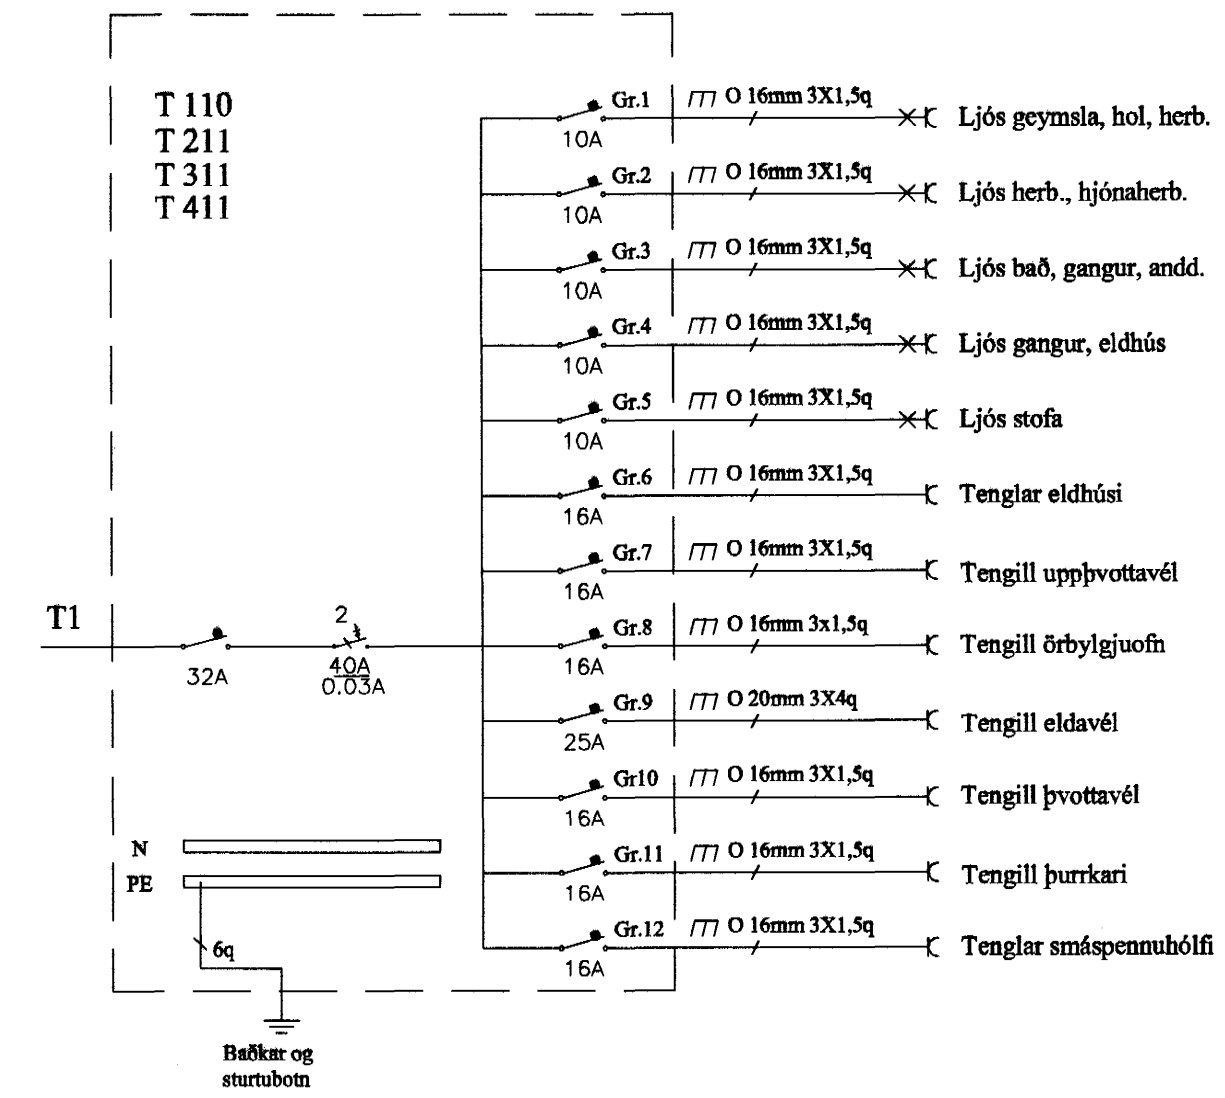 T 110
T 211
T 311
T 411
Gr.1 O 16mm 3X1,5q Ljós geymsla, hol, herb.
10A
Gr.2 O 16mm 3X1,5q Ljós herb., hjónaherb.
10A
Gr.3 O 16mm 3X1,5q Ljós bað, gangur, andd.
10A
Gr.4 O 16mm 3X1,5q Ljós gangur, eldhús
10A
Gr.5 O 16mm 3X1,5q Ljós stofa
10A
Gr.6 O 16mm 3X1,5q Tenglar eldhúsi
16A
Gr.7 O 16mm 3X1,5q Tengill uppþvottavél
16A
T1
32A
2
40A
0.03A
Gr.8 O 16mm 3x1,5q Tengill örbylgjuofn
16A
Gr.9 O 20mm 3X4q Tengill eldavél
25A
Gr10 O 16mm 3X1,5q Tengill þvottavél
16A
Gr.11 O 16mm 3X1,5q Tengill þurrkari
16A
Gr.12 O 16mm 3X1,5q Tenglar smáspennuhólfi
16A
N
PE
6q
Baðkar og
sturtubotn